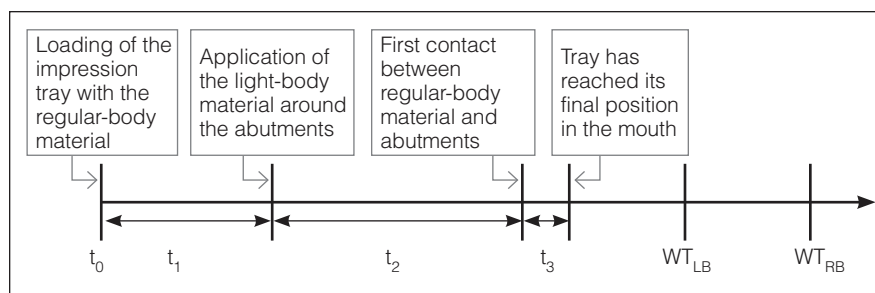 Loading of the
impression
tray with the
regular-body
material
Application of
the light-body
material around
the abutments
First contact
between
regular-body
material and
abutments
Tray has
reached its
final position
in the mouth
t0
t1
t2
t3
WTLB
WTRB